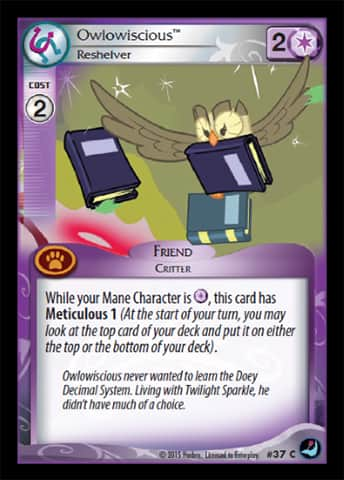 Owlowiscious™
Reshelver
2
COST
2
FRIEND
CRITTER
While your Mane Character is , this card has
Meticulous 1 (At the start of your turn, you may
look at the top card of your deck and put it on either
the top or the bottom of your deck).
Owlowiscious never wanted to learn the Doey
Decimal System. Living with Twilight Sparkle, he
didn't have much of a choice.
© 2015 Hasbro. Licensed to Enterplay. #37 C